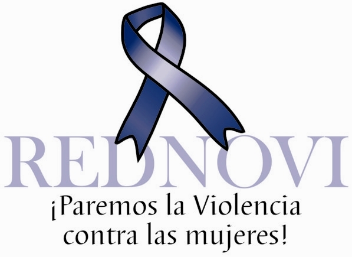 REDNOVI
¡Paremos la Violencia
contra las mujeres!